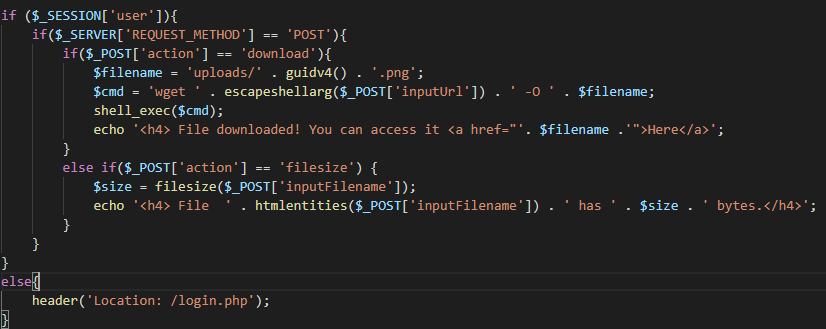 if ($_SESSION['user']){
    if($_SERVER['REQUEST_METHOD'] == 'POST'){
        if($_POST['action'] == 'download'){
            $filename = 'uploads/' . guidv4() . '.png';
            $cmd = 'wget ' . escapeshellarg($_POST['inputUrl']) . ' -O ' . $filename;
            shell_exec($cmd);
            echo '<h4> File downloaded! You can access it <a href="'. $filename .'">Here</a>';
        }
        else if($_POST['action'] == 'filesize') {
            $size = filesize($_POST['inputFilename']);
            echo '<h4> File  ' . htmlentities($_POST['inputFilename']) . ' has ' . $size . ' bytes.</h4>';
        }
    }
}
else{
    header('Location: /login.php');
}